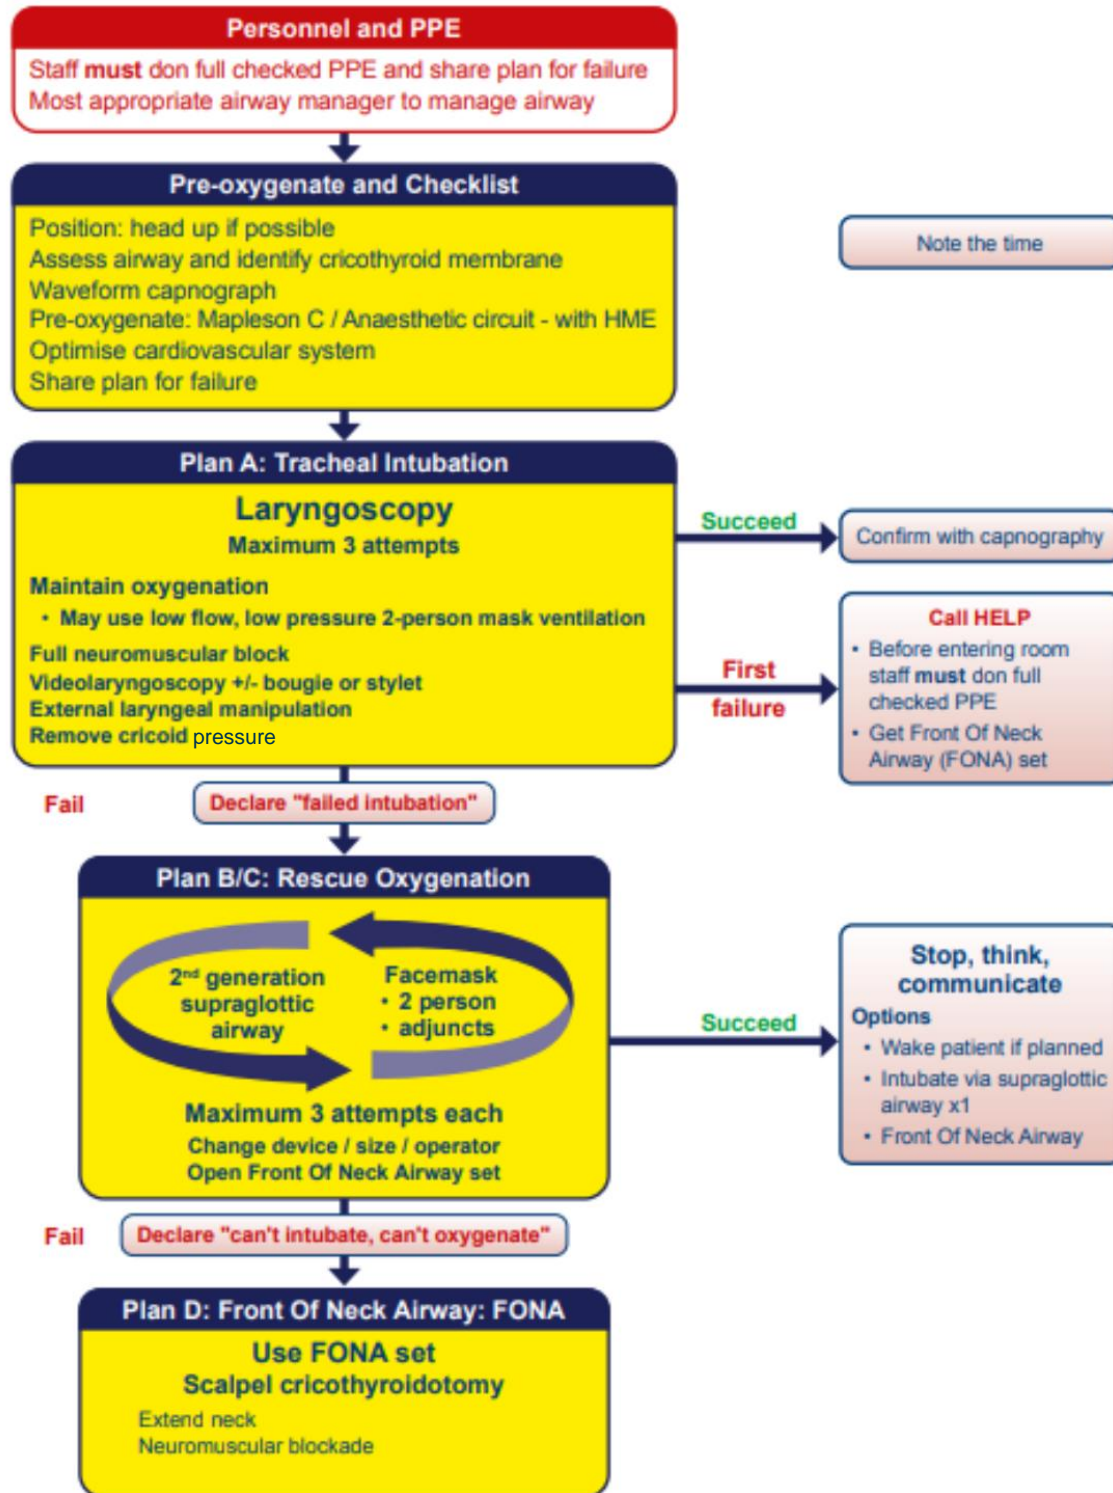 Personnel and PPE
Staff must don full checked PPE and share plan for failure
Most appropriate airway manager to manage airway
Pre-oxygenate and Checklist
Position: head up if possible
Assess airway and identify cricothyroid membrane
Waveform capnograph
Pre-oxygenate: Mapleson C / Anaesthetic circuit - with HME
Optimise cardiovascular system
Share plan for failure
Note the time
Plan A: Tracheal Intubation
Laryngoscopy
Maximum 3 attempts
Maintain oxygenation
• May use low flow, low pressure 2-person mask ventilation
Full neuromuscular block
Videolaryngoscopy +/- bougie or stylet
External laryngeal manipulation
Remove cricoid pressure
Succeed
Confirm with capnography
First
failure
Call HELP
• Before entering room
staff must don full
checked PPE
• Get Front Of Neck
Airway (FONA) set
Fail
Declare "failed intubation"
Plan B/C: Rescue Oxygenation
2nd generation
supraglottic
airway
Facemask
• 2 person
• adjuncts
Maximum 3 attempts each
Change device / size / operator
Open Front Of Neck Airway set
Succeed
Stop, think,
communicate
Options
• Wake patient if planned
• Intubate via supraglottic
airway x1
• Front Of Neck Airway
Fail
Declare "can't intubate, can't oxygenate"
Plan D: Front Of Neck Airway: FONA
Use FONA set
Scalpel cricothyroidotomy
Extend neck
Neuromuscular blockade